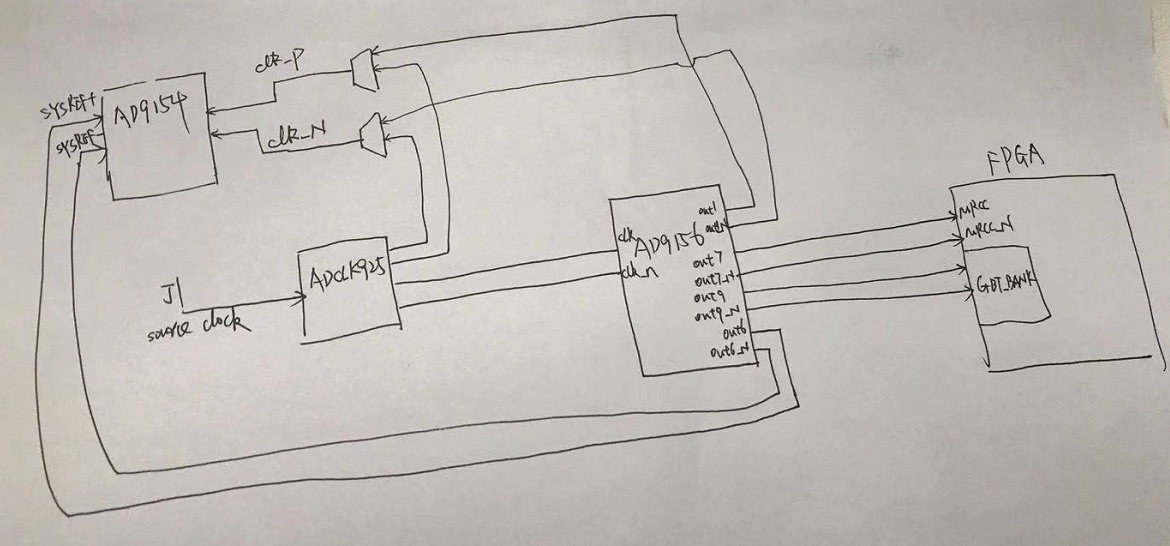 clk_P
SYSREF+
AD9154
SYSREF-
clk_N
FPGA
MRCC
MRCC_N
GBT_BANK
out1
out1_N
clk
AD9156
clk_n
out7
out7_N
out9
out9_N
out6
out6_N
ADCLK925
J1
source clock